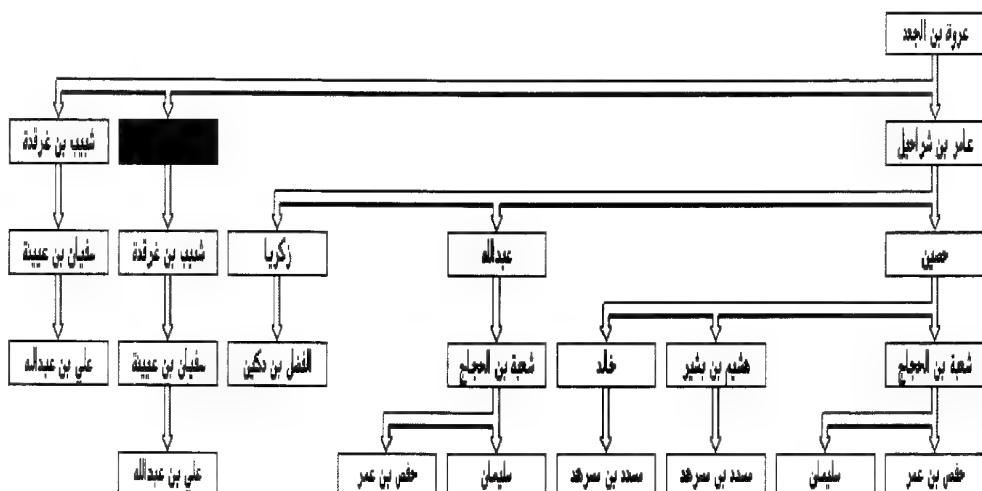 عروة بن الجعد
عامر بن شراحيل
شبيب بن غرقدة
حصين
عبدالله
زكريا
شبيب بن غرقدة
سفيان بن عيينة
شعبة بن الحجاج
هشيم بن بشير
خالد
شعبة بن الحجاج
الفضل بن دكين
سفيان بن عيينة
علي بن عبدالله
حفص بن عمر
سليمان
مسدد بن مسرهد
مسدد بن مسرهد
سليمان
حفص بن عمر
علي بن عبدالله